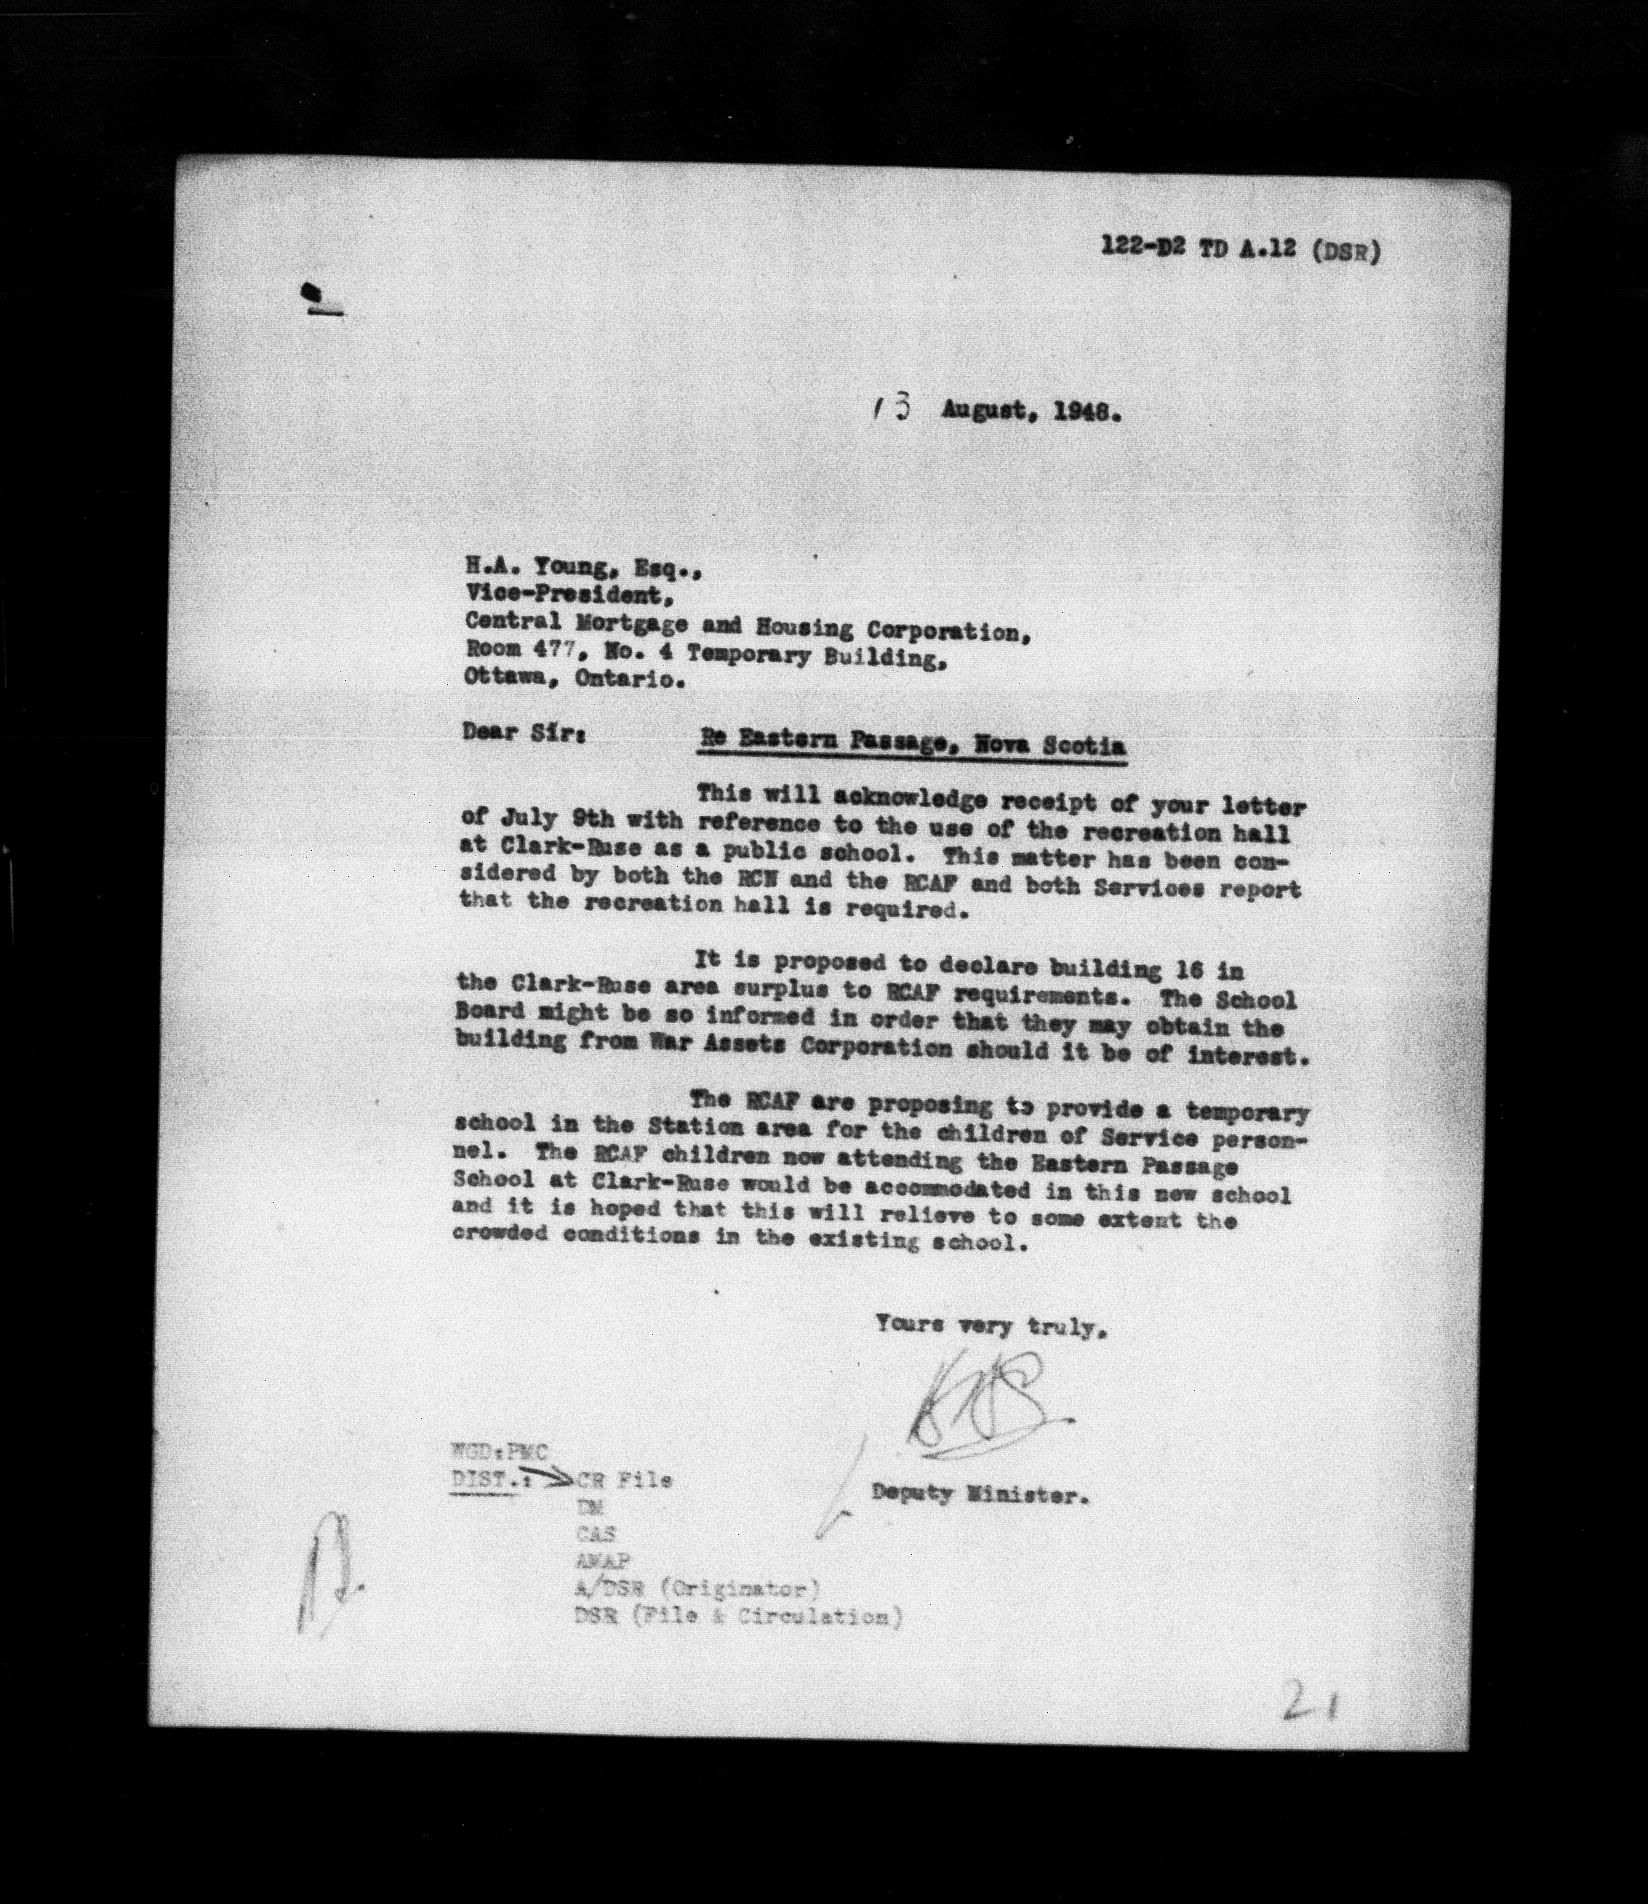 122-D2 TD A.12 (DSR)
13 August, 1948.
H.A. Young, Esq.,
Vice-President,
Central Mortgage and Housing Corporation,
Room 477, No. 4 Temporary Building,
Ottawa, Ontario.
Dear Sir: Re Eastern Passage, Nova Scotia
This will acknowledge receipt of your letter
of July 9th with reference to the use of the recreation hall
at Clark-Ruse as a public school. This matter has been con-
sidered by both the RCN and the RCAF and both Services report
that the recreation hall is required.
It is proposed to declare building 16 in
the Clark-Ruse area surplus to RCAF requirements. The School
Board might be so informed in order that they may obtain the
building from War Assets Corporation should it be of interest.
The RCAF are proposing to provide a temporary
school in the Station area for the children of Service person-
nel. The RCAF children now attending the Eastern Passage
School at Clark-Ruse would be accommodated in this new school
and it is hoped that this will relieve to some extent the
crowded conditions in the existing school.
Yours very truly,
Deputy Minister.
WGD:PMC
DIST.: CR File
DM
CAS
AMAP
A/DSR (Originator)
DSR (File & Circulation)
21